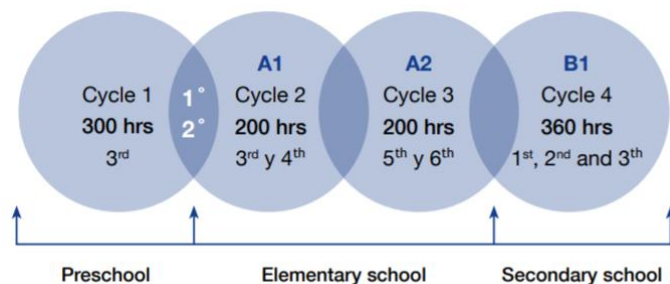 A1
A2
B1
Cycle 1
1°
Cycle 2
Cycle 3
Cycle 4
300 hrs
2°
200 hrs
200 hrs
360 hrs
3rd
3rd y 4th
5th y 6th
1st, 2nd and 3th
Preschool
Elementary school
Secondary school